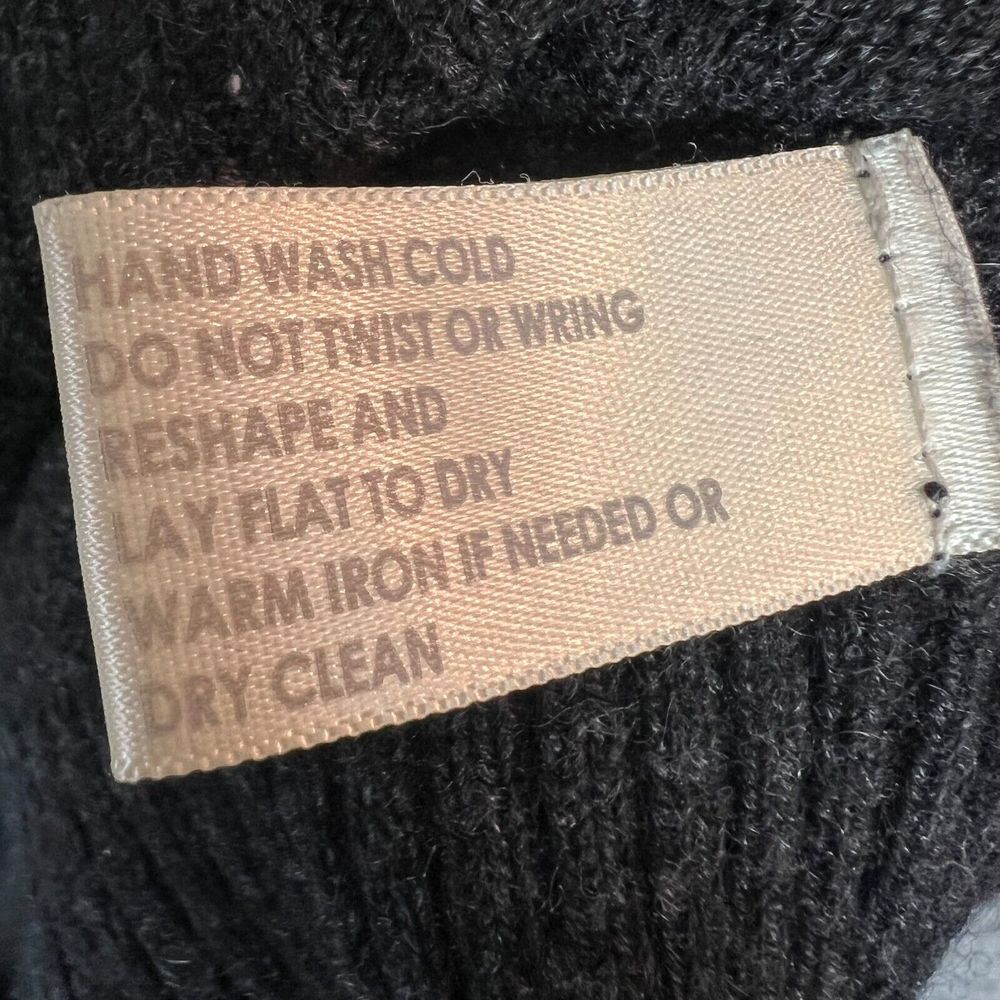 HAND WASH COLD
DO NOT TWIST OR WRING
RESHAPE AND
LAY FLAT TO DRY
WARM IRON IF NEEDED OR
DRY CLEAN